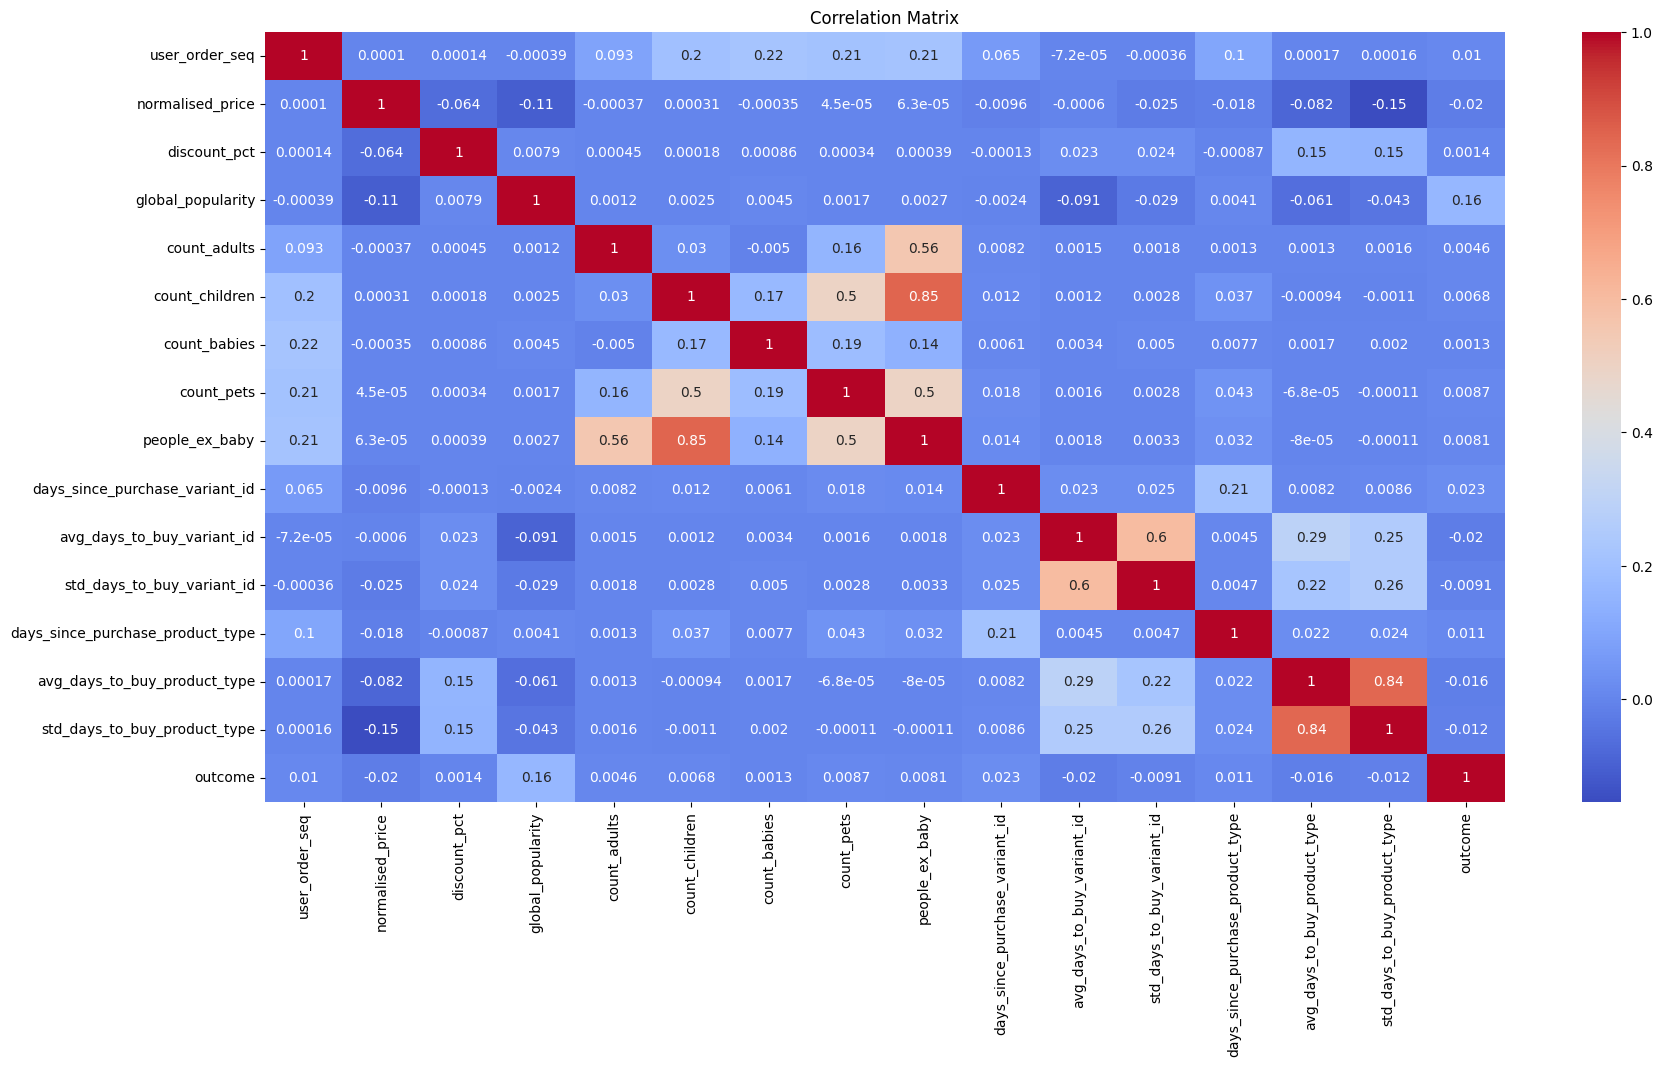 Correlation Matrix
user_order_seq 1 0.0001 0.00014 -0.00039 0.093 0.2 0.22 0.21 0.21 0.065 -7.2e-05 -0.00036 0.1 0.00017 0.00016 0.01
normalised_price 0.0001 1 -0.064 -0.11 -0.00037 0.00031 -0.00035 4.5e-05 6.3e-05 -0.0096 -0.0006 -0.025 -0.018 -0.082 -0.15 -0.02
discount_pct 0.00014 -0.064 1 0.0079 0.00045 0.00018 0.00086 0.00034 0.00039 -0.00013 0.023 0.024 -0.00087 0.15 0.15 0.0014
global_popularity -0.00039 -0.11 0.0079 1 0.0012 0.0025 0.0045 0.0017 0.0027 -0.0024 -0.091 -0.029 0.0041 -0.061 -0.043 0.16
count_adults 0.093 -0.00037 0.00045 0.0012 1 0.03 -0.005 0.16 0.56 0.0082 0.0015 0.0018 0.0013 0.0013 0.0016 0.0046
count_children 0.2 0.00031 0.00018 0.0025 0.03 1 0.17 0.5 0.85 0.012 0.0012 0.0028 0.037 -0.00094 -0.0011 0.0068
count_babies 0.22 -0.00035 0.00086 0.0045 -0.005 0.17 1 0.19 0.14 0.0061 0.0034 0.005 0.0077 0.0017 0.002 0.0013
count_pets 0.21 4.5e-05 0.00034 0.0017 0.16 0.5 0.19 1 0.5 0.018 0.0016 0.0028 0.043 -6.8e-05 -0.00011 0.0087
people_ex_baby 0.21 6.3e-05 0.00039 0.0027 0.56 0.85 0.14 0.5 1 0.014 0.0018 0.0033 0.032 -8e-05 -0.00011 0.0081
days_since_purchase_variant_id 0.065 -0.0096 -0.00013 -0.0024 0.0082 0.012 0.0061 0.018 0.014 1 0.023 0.025 0.21 0.0082 0.0086 0.023
avg_days_to_buy_variant_id -7.2e-05 -0.0006 0.023 -0.091 0.0015 0.0012 0.0034 0.0016 0.0018 0.023 1 0.6 0.0045 0.29 0.25 -0.02
std_days_to_buy_variant_id -0.00036 -0.025 0.024 -0.029 0.0018 0.0028 0.005 0.0028 0.0033 0.025 0.6 1 0.0047 0.22 0.26 -0.0091
days_since_purchase_product_type 0.1 -0.018 -0.00087 0.0041 0.0013 0.037 0.0077 0.043 0.032 0.21 0.0045 0.0047 1 0.022 0.024 0.011
avg_days_to_buy_product_type 0.00017 -0.082 0.15 -0.061 0.0013 -0.00094 0.0017 -6.8e-05 -8e-05 0.0082 0.29 0.22 0.022 1 0.84 -0.016
std_days_to_buy_product_type 0.00016 -0.15 0.15 -0.043 0.0016 -0.0011 0.002 -0.00011 -0.00011 0.0086 0.25 0.26 0.024 0.84 1 -0.012
outcome 0.01 -0.02 0.0014 0.16 0.0046 0.0068 0.0013 0.0087 0.0081 0.023 -0.02 -0.0091 0.011 -0.016 -0.012 1
user_order_seq
normalised_price
discount_pct
global_popularity
count_adults
count_children
count_babies
count_pets
people_ex_baby
days_since_purchase_variant_id
avg_days_to_buy_variant_id
std_days_to_buy_variant_id
days_since_purchase_product_type
avg_days_to_buy_product_type
std_days_to_buy_product_type
outcome
1.0
0.8
0.6
0.4
0.2
0.0